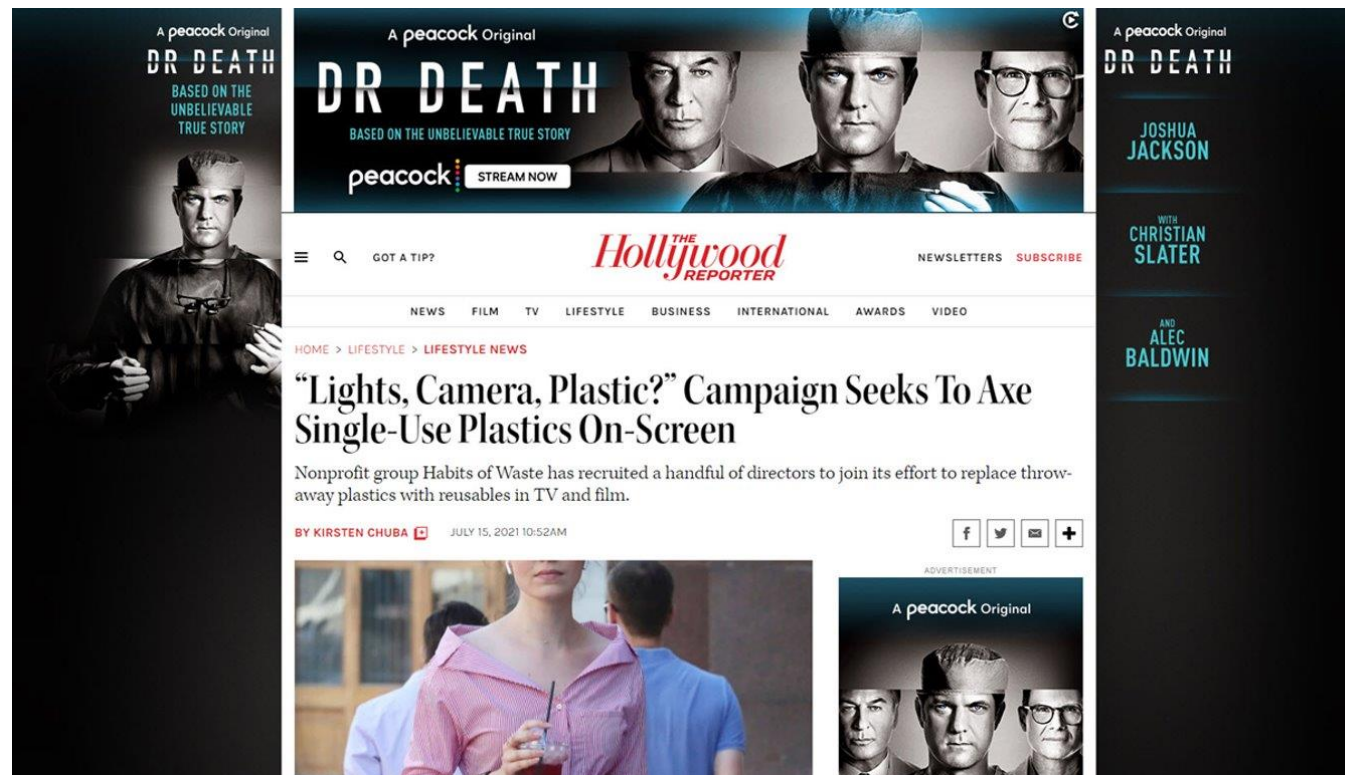 A peacock Original
DR DEATH
BASED ON THE
UNBELIEVABLE
TRUE STORY
A peacock Original
DR DEATH
BASED ON THE UNBELIEVABLE TRUE STORY
peacock STREAM NOW
A peacock Original
DR DEATH
JOSHUA
JACKSON
WITH
CHRISTIAN
SLATER
AND
ALEC
BALDWIN
GOT A TIP?
THE
Hollywood
REPORTER
NEWSLETTERS SUBSCRIBE
NEWS FILM TV LIFESTYLE BUSINESS INTERNATIONAL AWARDS VIDEO
HOME > LIFESTYLE > LIFESTYLE NEWS
“Lights, Camera, Plastic?” Campaign Seeks To Axe
Single-Use Plastics On-Screen
Nonprofit group Habits of Waste has recruited a handful of directors to join its effort to replace throw-
away plastics with reusables in TV and film.
BY KIRSTEN CHUBA JULY 15, 2021 10:52AM
ADVERTISEMENT
A peacock Original